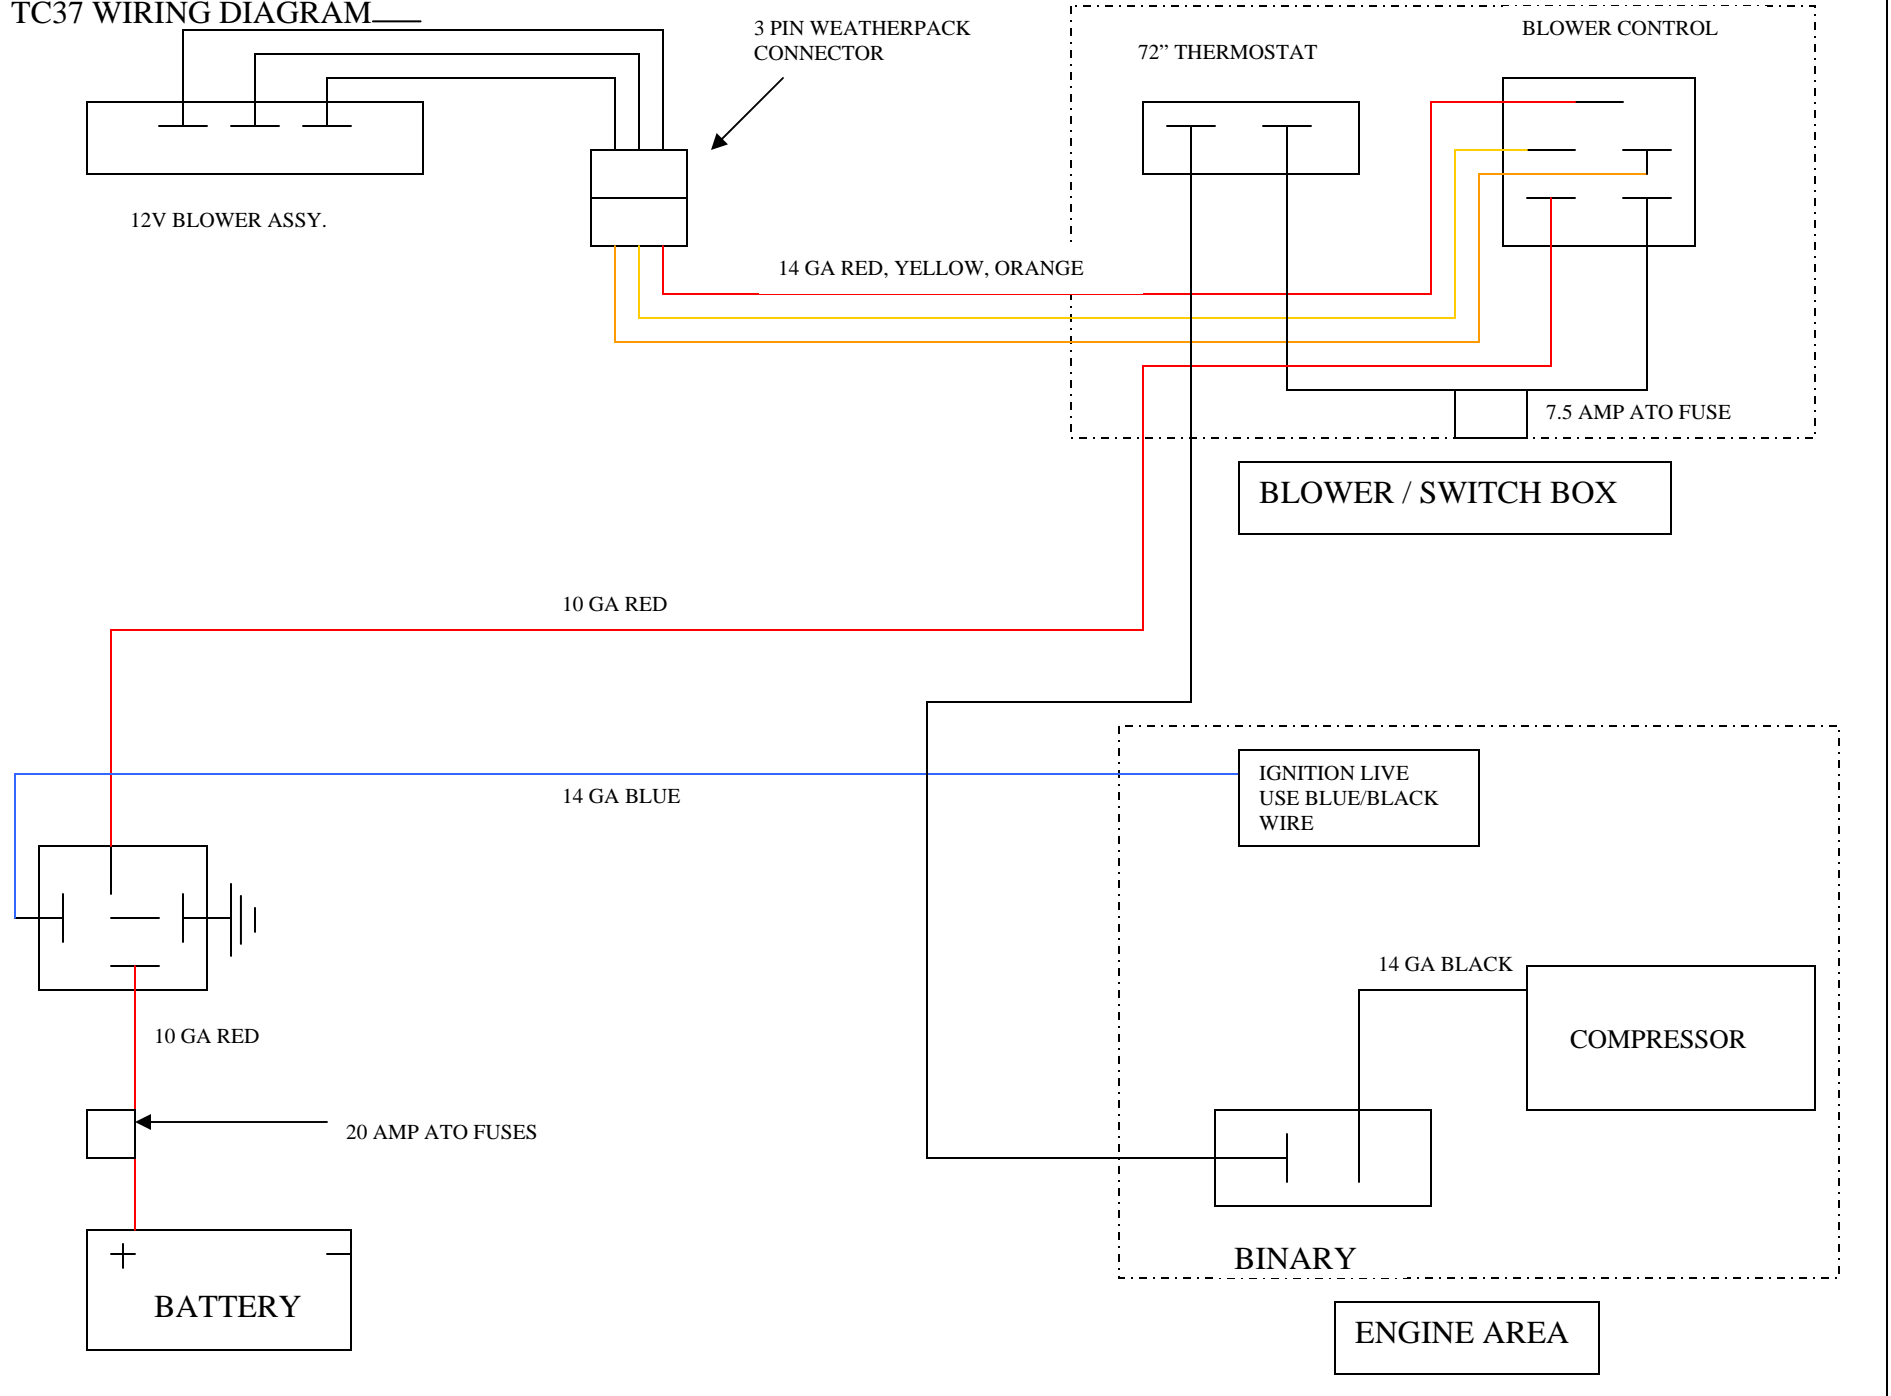 TC37 WIRING DIAGRAM
3 PIN WEATHERPACK
CONNECTOR
72” THERMOSTAT
BLOWER CONTROL
12V BLOWER ASSY.
14 GA RED, YELLOW, ORANGE
7.5 AMP ATO FUSE
BLOWER / SWITCH BOX
10 GA RED
14 GA BLUE
IGNITION LIVE
USE BLUE/BLACK
WIRE
14 GA BLACK
COMPRESSOR
10 GA RED
20 AMP ATO FUSES
BINARY
BATTERY
ENGINE AREA